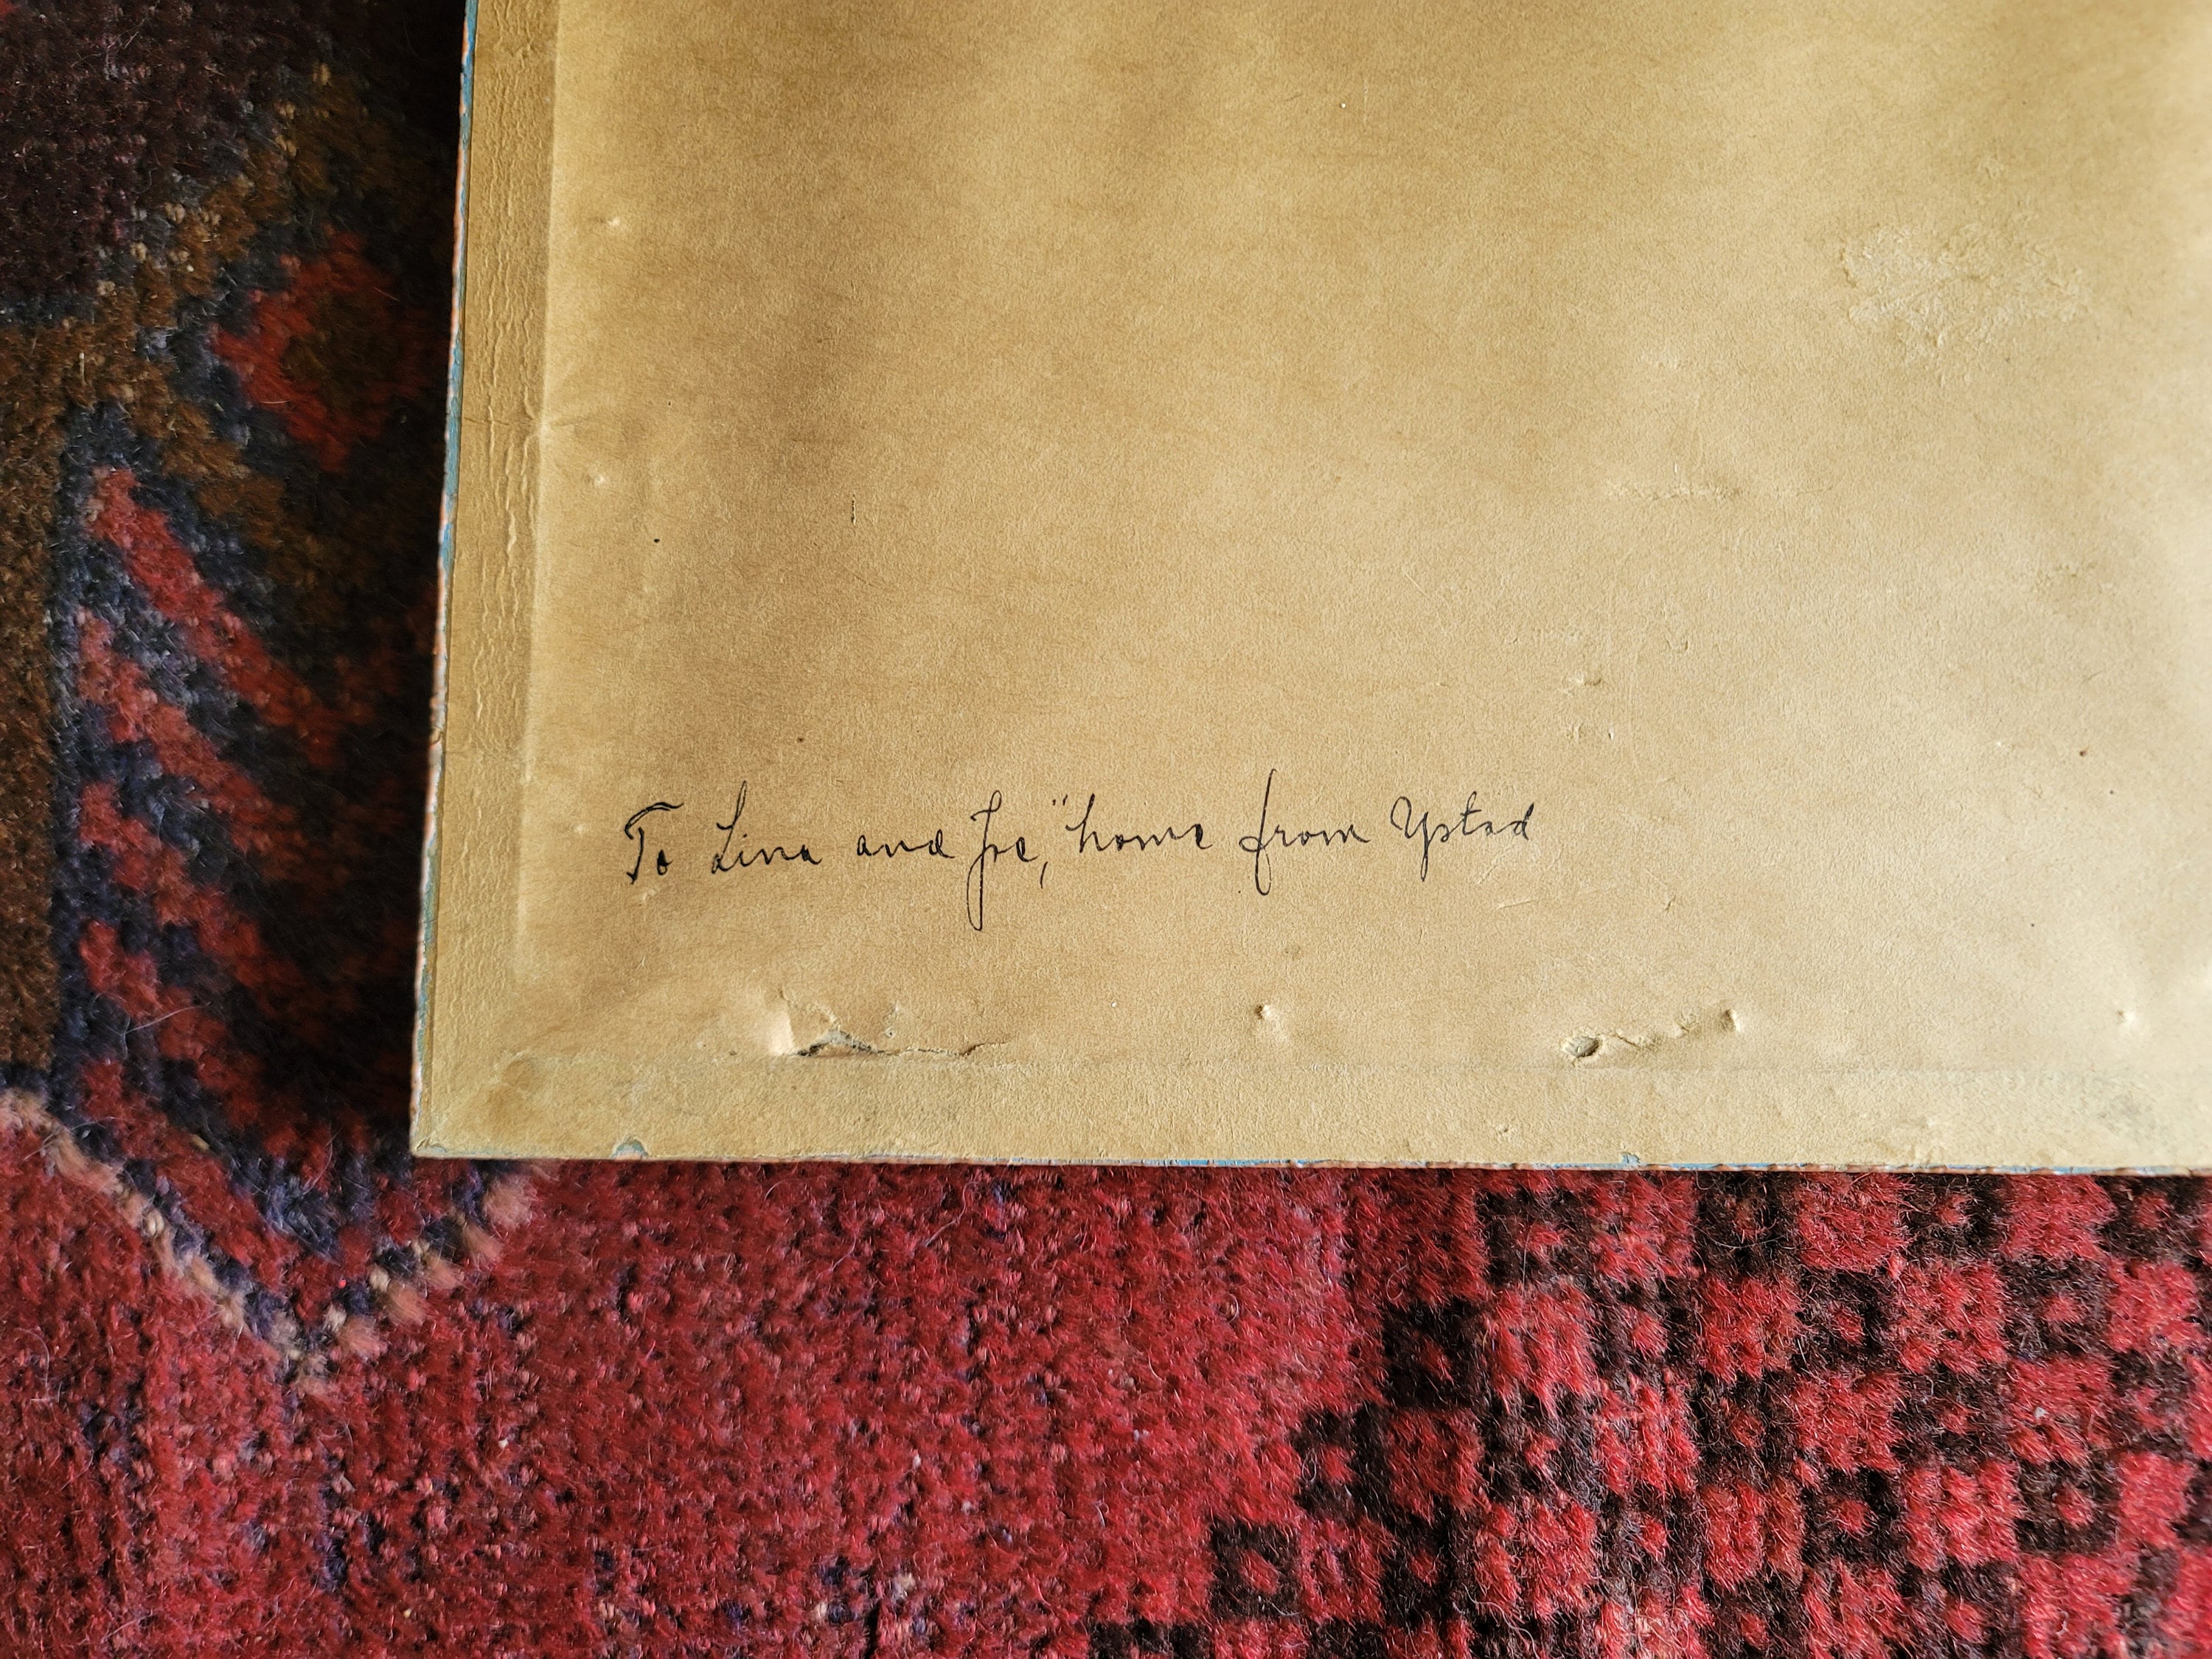 To Lina and Joe, "home from Ystad